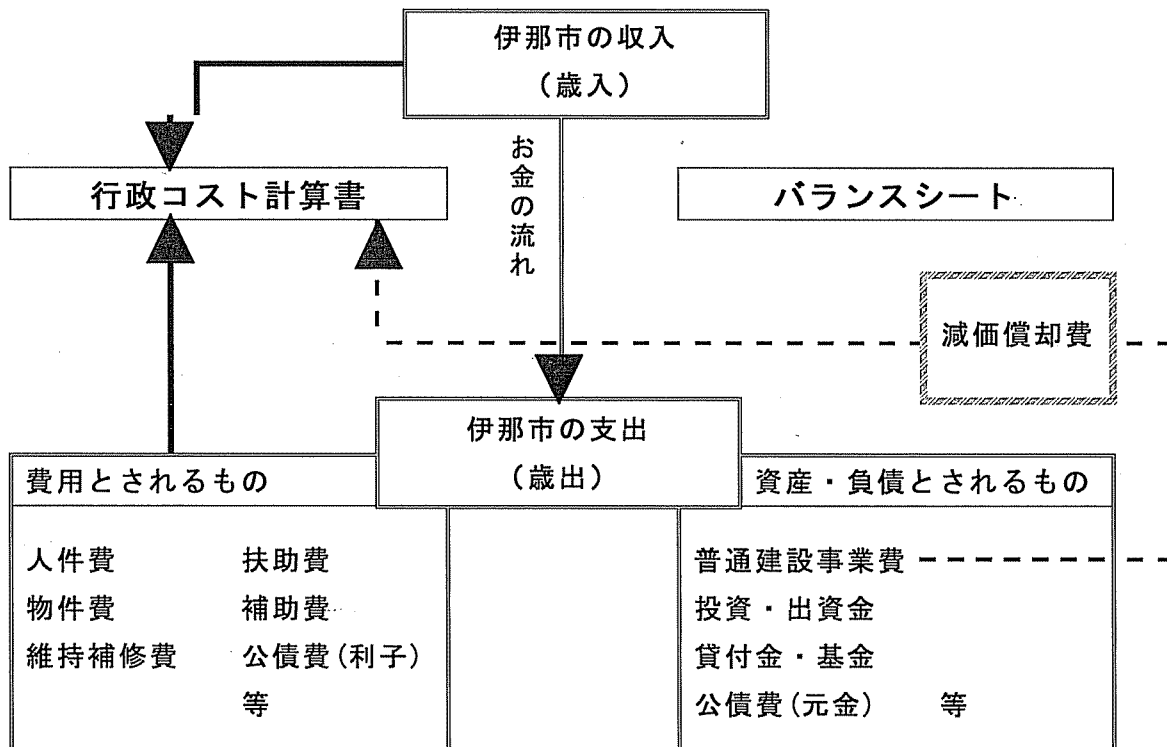 伊那市の収入
（歳入）
お金の流れ
行政コスト計算書
バランスシート
減価償却費
伊那市の支出
（歳出）
費用とされるもの
資産・負債とされるもの
人件費 扶助費
物件費 補助費
維持補修費 公債費(利子)
等
普通建設事業費
投資・出資金
貸付金・基金
公債費(元金) 等